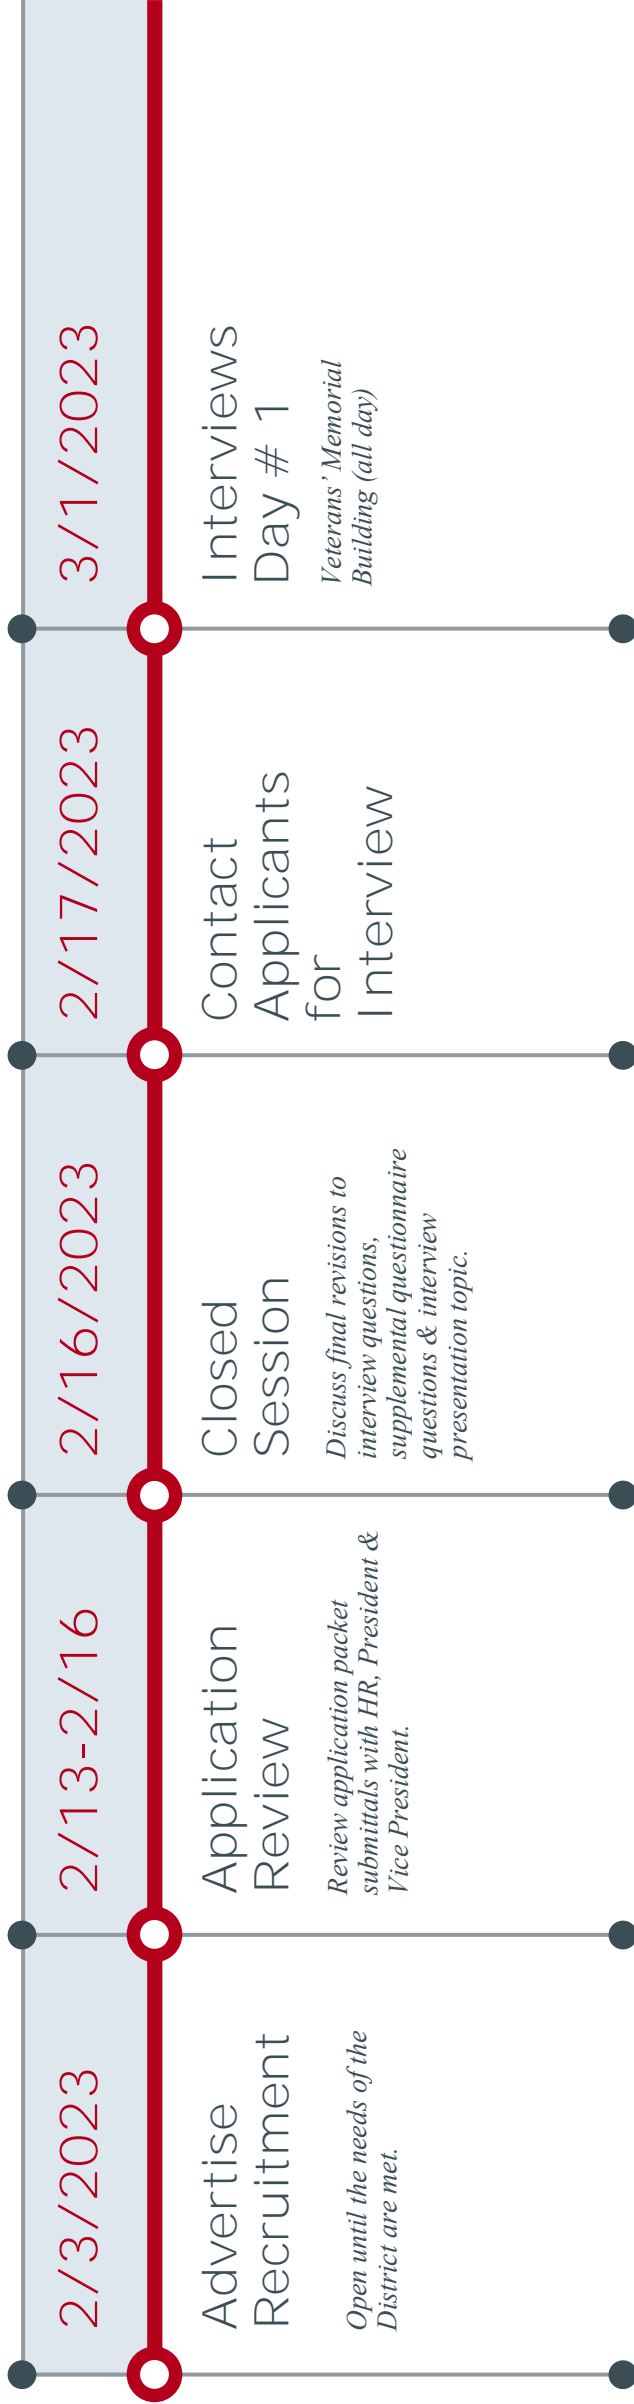 2/3/2023
Advertise
Recruitment
Open until the needs of the
District are met.
2/13-2/16
Application
Review
Review application packet
submittals with HR, President &
Vice President.
2/16/2023
Closed
Session
Discuss final revisions to
interview questions,
supplemental questionnaire
questions & interview
presentation topic.
2/17/2023
Contact
Applicants
for
Interview
3/1/2023
Interviews
Day # 1
Veterans' Memorial
Building (all day)